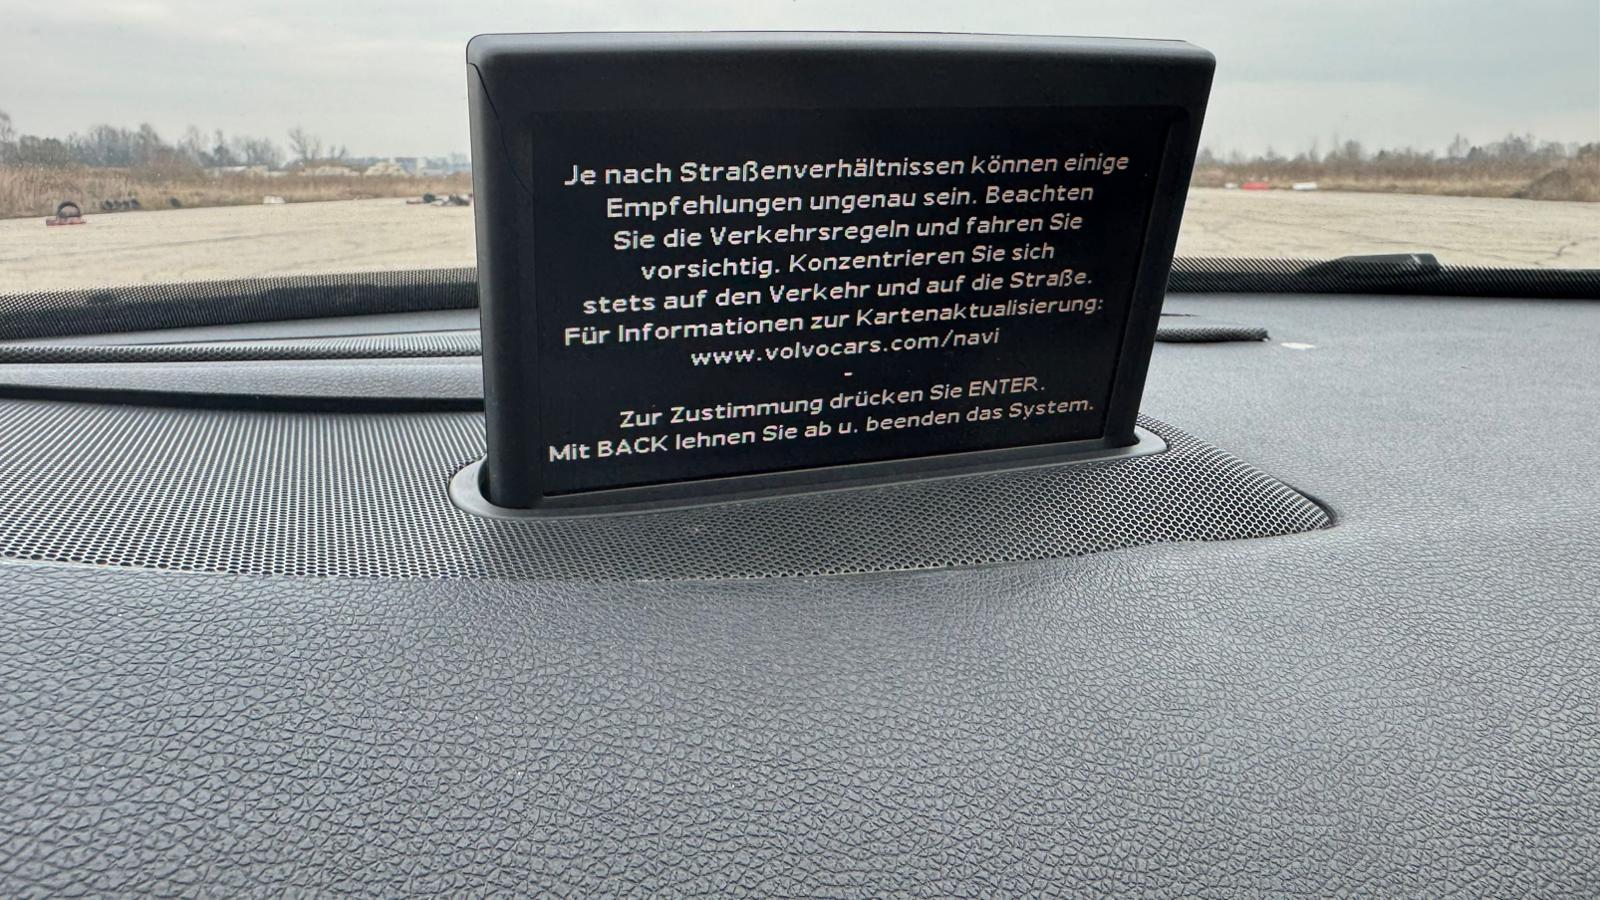 Je nach Straßenverhältnissen können einige
Empfehlungen ungenau sein. Beachten
Sie die Verkehrsregeln und fahren Sie
vorsichtig. Konzentrieren Sie sich
stets auf den Verkehr und auf die Straße.
Für Informationen zur Kartenaktualisierung:
www.volvocars.com/navi
-
Zur Zustimmung drücken Sie ENTER.
Mit BACK lehnen Sie ab u. beenden das System.